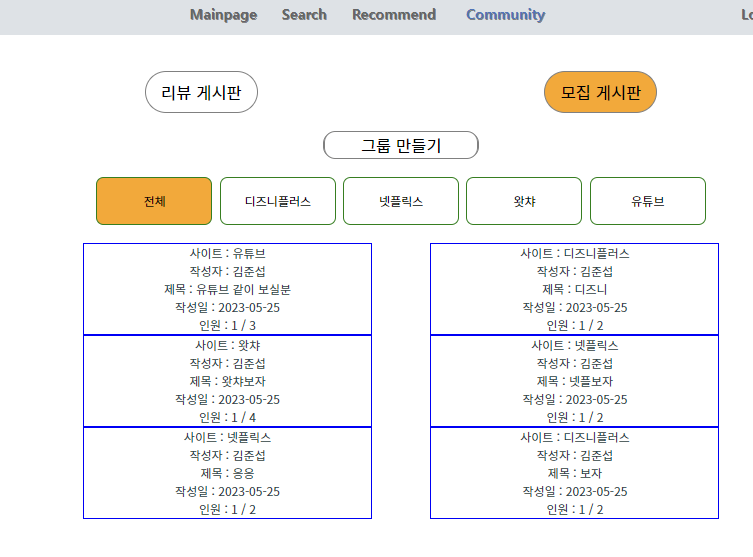 Mainpage Search Recommend Community Lo
리뷰 게시판 모집 게시판
그룹 만들기
전체 디즈니플러스 넷플릭스 왓챠 유튜브
사이트 : 유튜브
작성자 : 김준섭
제목 : 유튜브 같이 보실분
작성일 : 2023-05-25
인원 : 1 / 3
사이트 : 디즈니플러스
작성자 : 김준섭
제목 : 디즈니
작성일 : 2023-05-25
인원 : 1 / 2
사이트 : 왓챠
작성자 : 김준섭
제목 : 왓챠보자
작성일 : 2023-05-25
인원 : 1 / 4
사이트 : 넷플릭스
작성자 : 김준섭
제목 : 넷플보자
작성일 : 2023-05-25
인원 : 1 / 2
사이트 : 넷플릭스
작성자 : 김준섭
제목 : 응응
작성일 : 2023-05-25
인원 : 1 / 2
사이트 : 디즈니플러스
작성자 : 김준섭
제목 : 보자
작성일 : 2023-05-25
인원 : 1 / 2